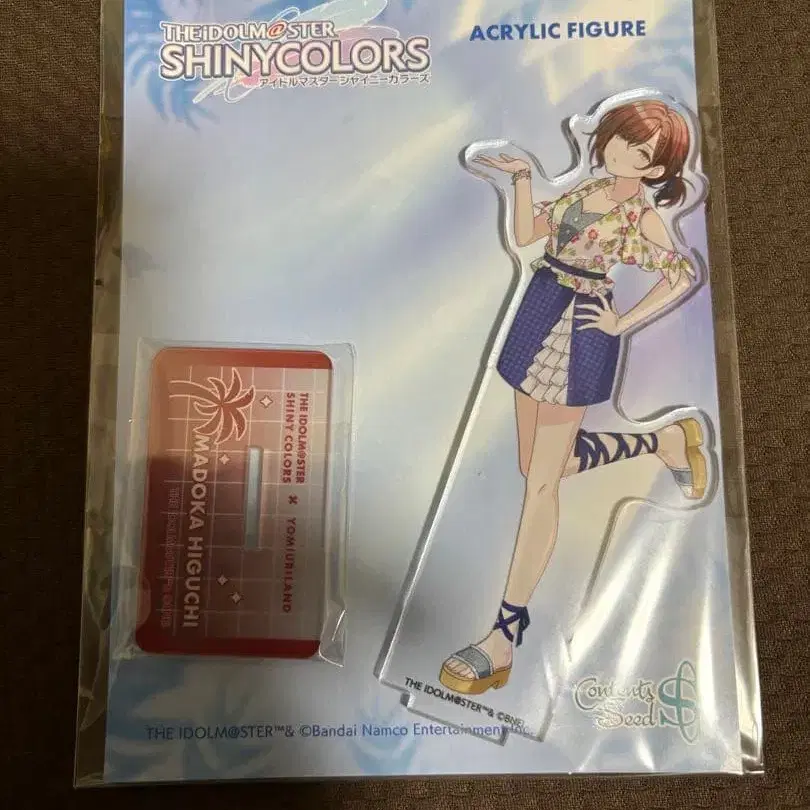 THE IDOLM@STER
SHINYCOLORS
アイドルマスター シャイニーカラーズ
ACRYLIC FIGURE
THE IDOLM@STER
SHINY COLORS × YOMIURILAND
MADOKA HIGUCHI
THE IDOLM@STER™& ©BNEI
Contents
Seed
THE IDOLM@STER™& ©Bandai Namco Entertainment Inc.